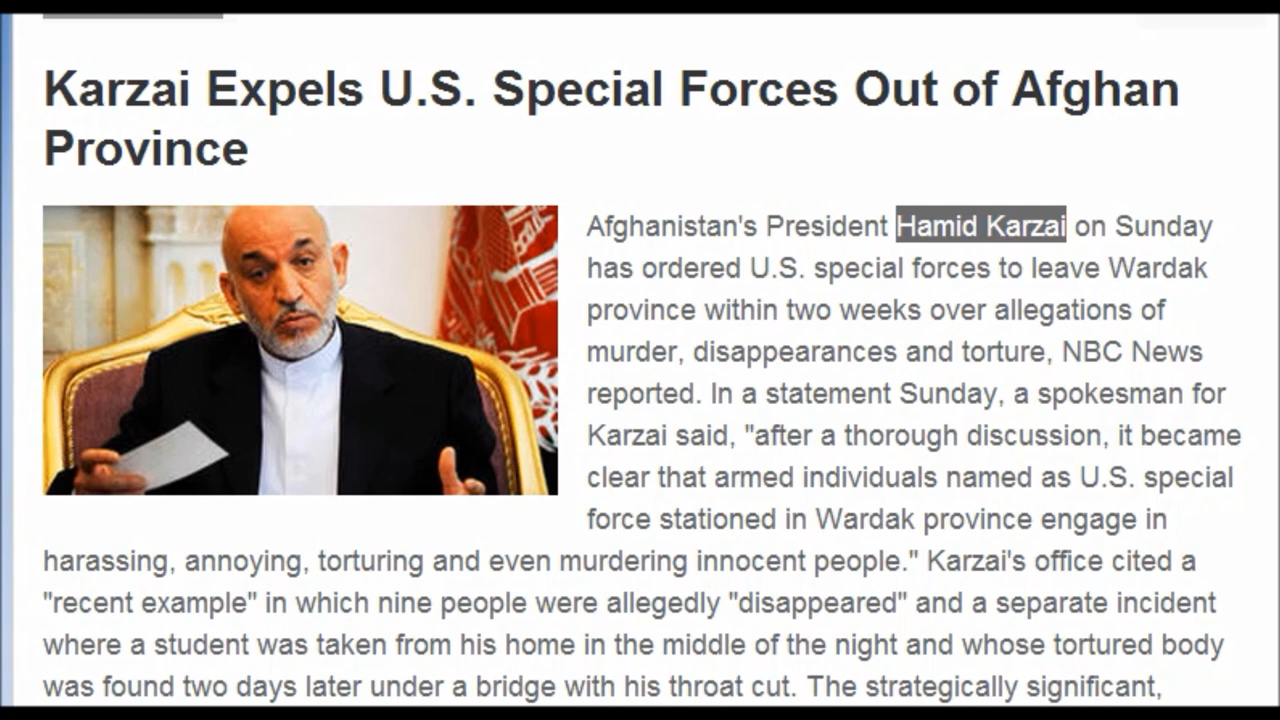 Karzai Expels U.S. Special Forces Out of Afghan
Province
Afghanistan's President Hamid Karzai on Sunday
has ordered U.S. special forces to leave Wardak
province within two weeks over allegations of
murder, disappearances and torture, NBC News
reported. In a statement Sunday, a spokesman for
Karzai said, "after a thorough discussion, it became
clear that armed individuals named as U.S. special
force stationed in Wardak province engage in
harassing, annoying, torturing and even murdering innocent people." Karzai's office cited a
"recent example" in which nine people were allegedly "disappeared" and a separate incident
where a student was taken from his home in the middle of the night and whose tortured body
was found two days later under a bridge with his throat cut. The strategically significant,